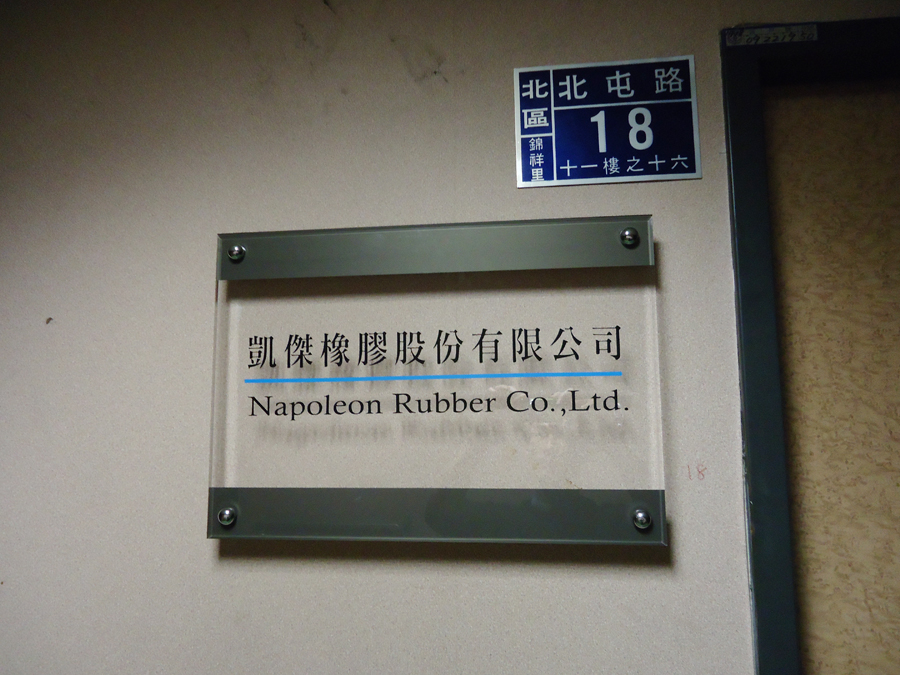 北區
錦祥里
北屯路
18
十一樓之十六
凱傑橡膠股份有限公司
Napoleon Rubber Co.,Ltd.
18